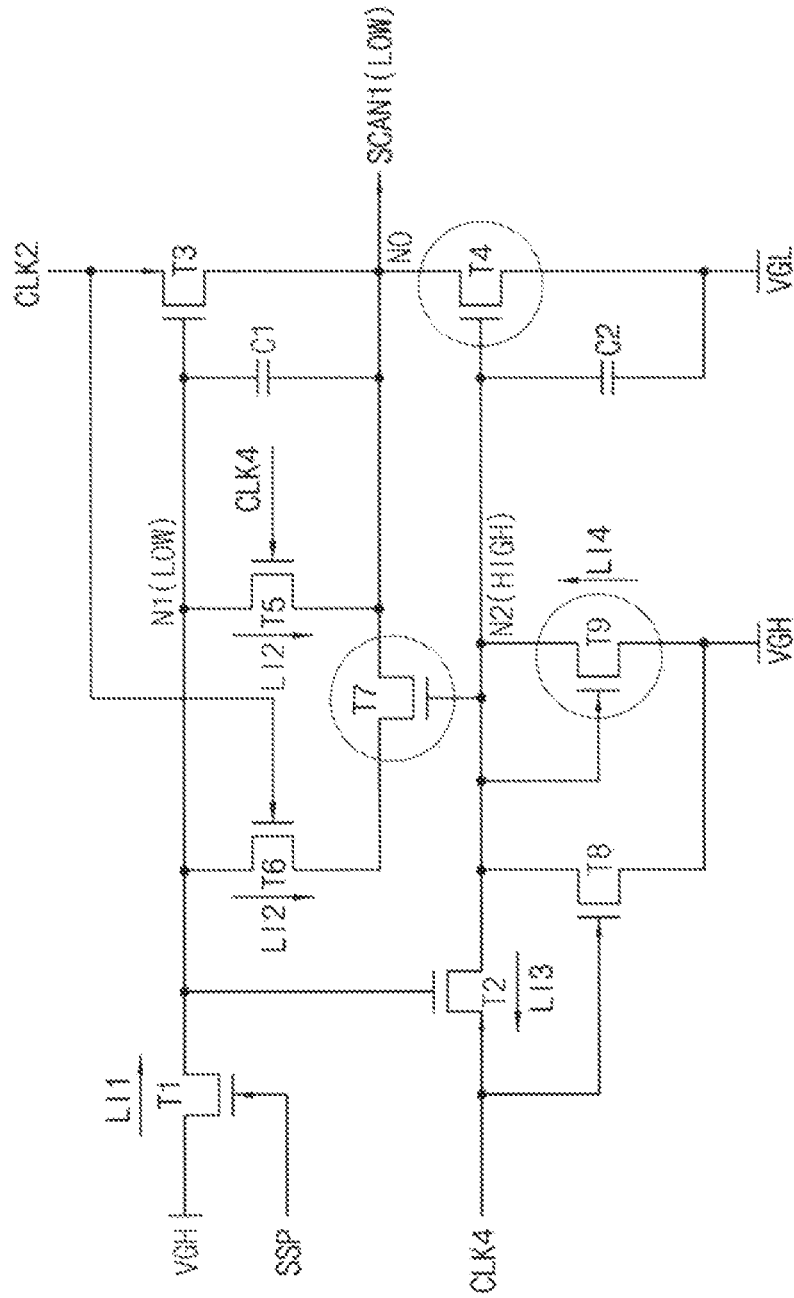 CLK2
T3
SCAN1(LOW)
NO
C1
CLK4
N1(LOW)
T5
LI2
T4
VGL
C2
T7
N2(HIGH)
LI4
T9
VGH
T6
LI2
T8
T2
LI3
LI1
T1
VGH
SSP
CLK4